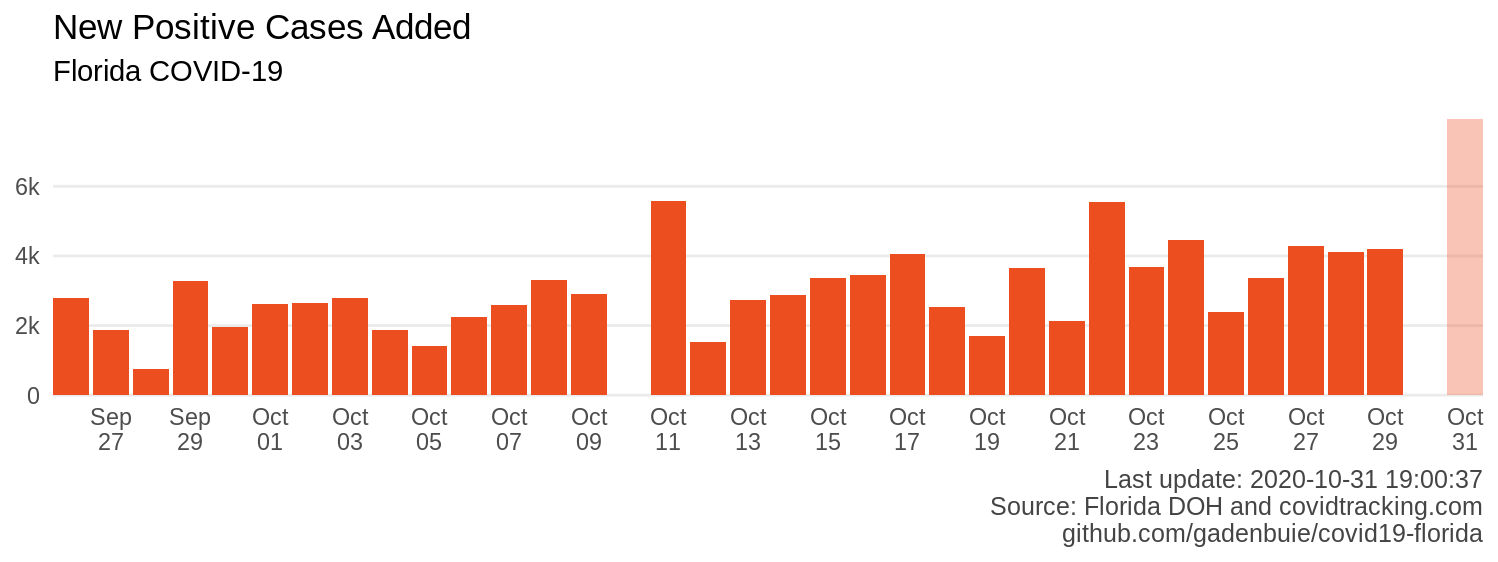 New Positive Cases Added
Florida COVID-19
6k
4k
2k
0
Sep Sep Oct Oct Oct Oct Oct Oct Oct Oct Oct Oct Oct Oct Oct Oct Oct Oct
27 29 01 03 05 07 09 11 13 15 17 19 21 23 25 27 29 31
Last update: 2020-10-31 19:00:37
Source: Florida DOH and covidtracking.com
github.com/gadenbuie/covid19-florida